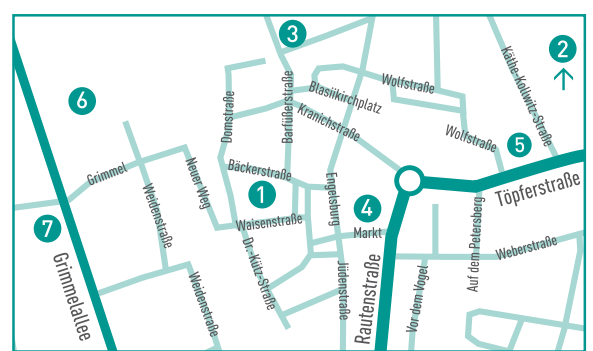 3
2
6
5
1
4
7
Käthe-Kollwitz-Straße
Wolfstraße
Blasiikirchplatz
Barfüßerstraße
Domstraße
Kranichstraße
Wolfstraße
Grimmel
Neuer Weg
Bäckerstraße
Engelsburg
Töpferstraße
Weidenstraße
Waisenstraße
Markt
Auf dem Petersberg
Weberstraße
Dr.-Külz-Straße
Grimmelallee
Weidenstraße
Jüdenstraße
Rautenstraße
Vor dem Vogel